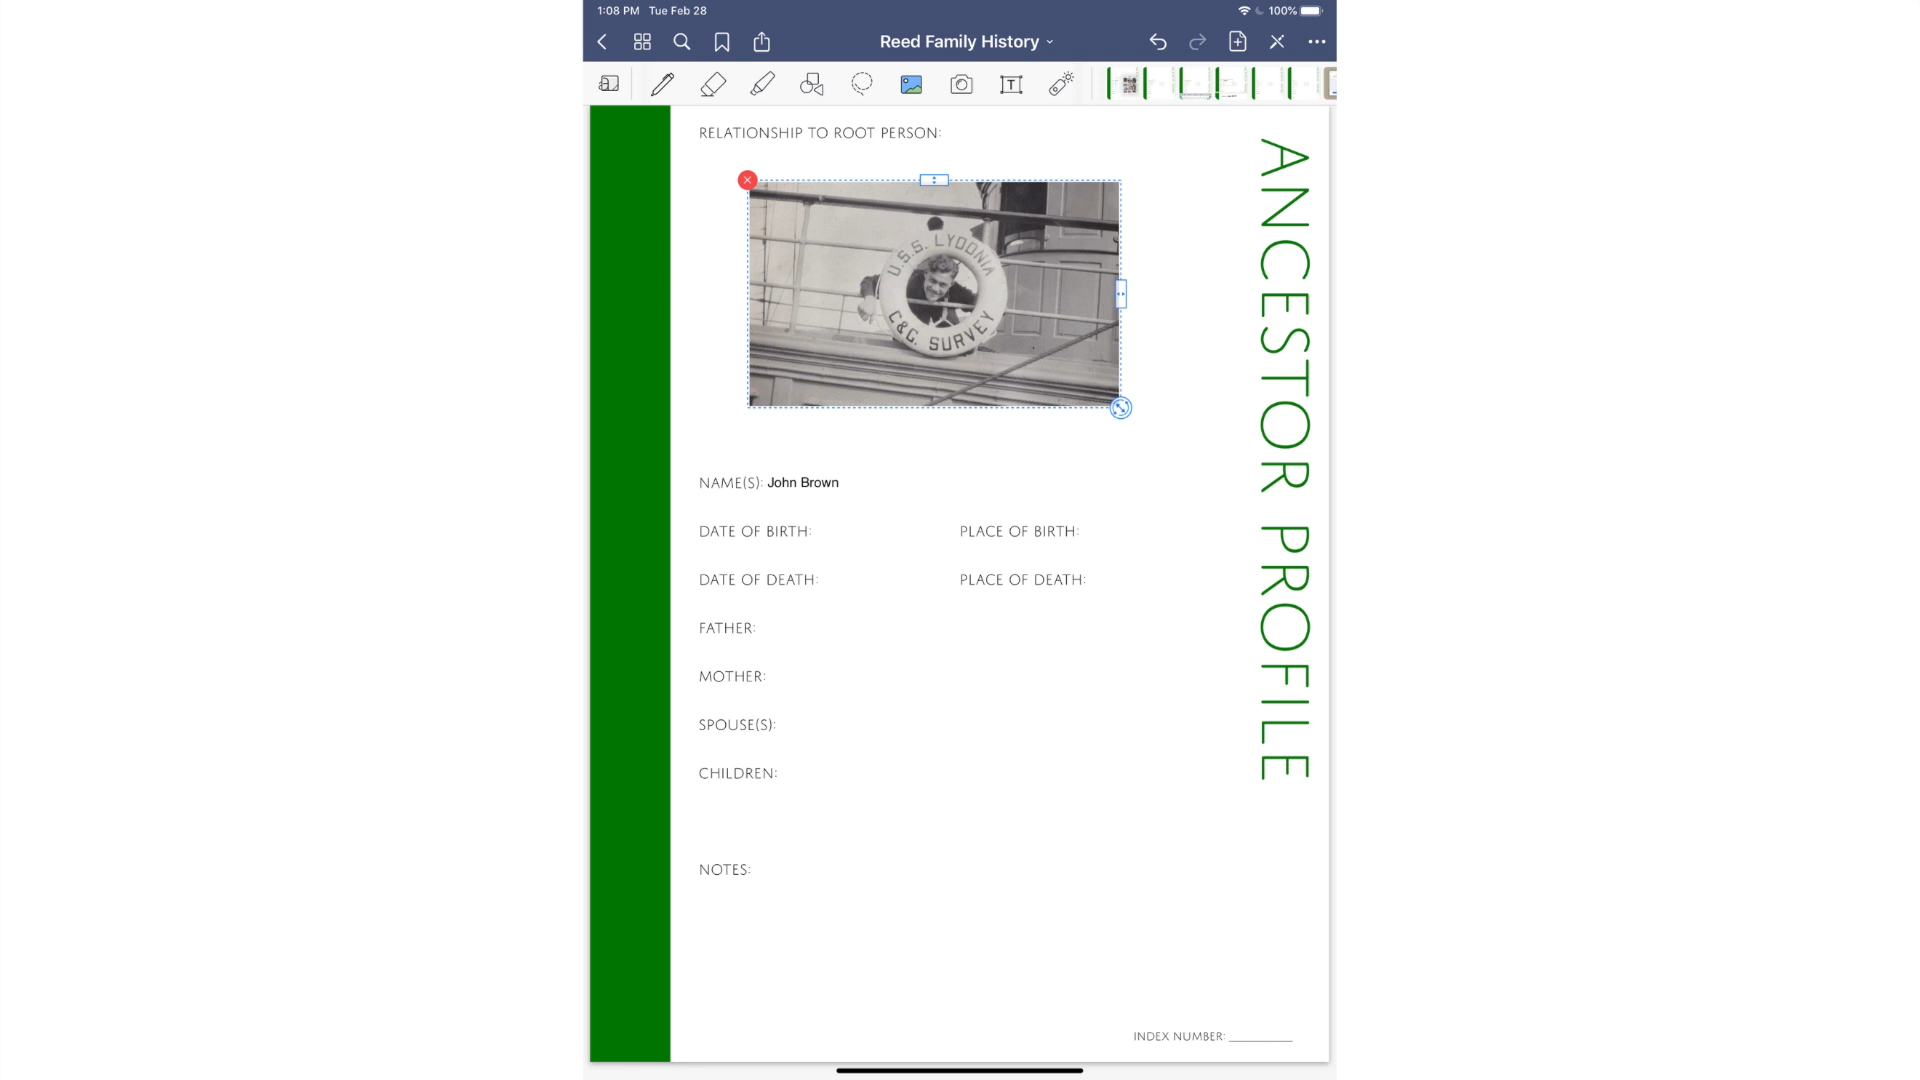 1:08 PM Tue Feb 28
100%
Reed Family History
T
RELATIONSHIP TO ROOT PERSON:
U.S.S. LYDONIA
C&G. SURVEY
NAME(S): John Brown
DATE OF BIRTH: PLACE OF BIRTH:
DATE OF DEATH: PLACE OF DEATH:
FATHER:
MOTHER:
SPOUSE(S):
CHILDREN:
NOTES:
INDEX NUMBER:
ANCESTOR PROFILE